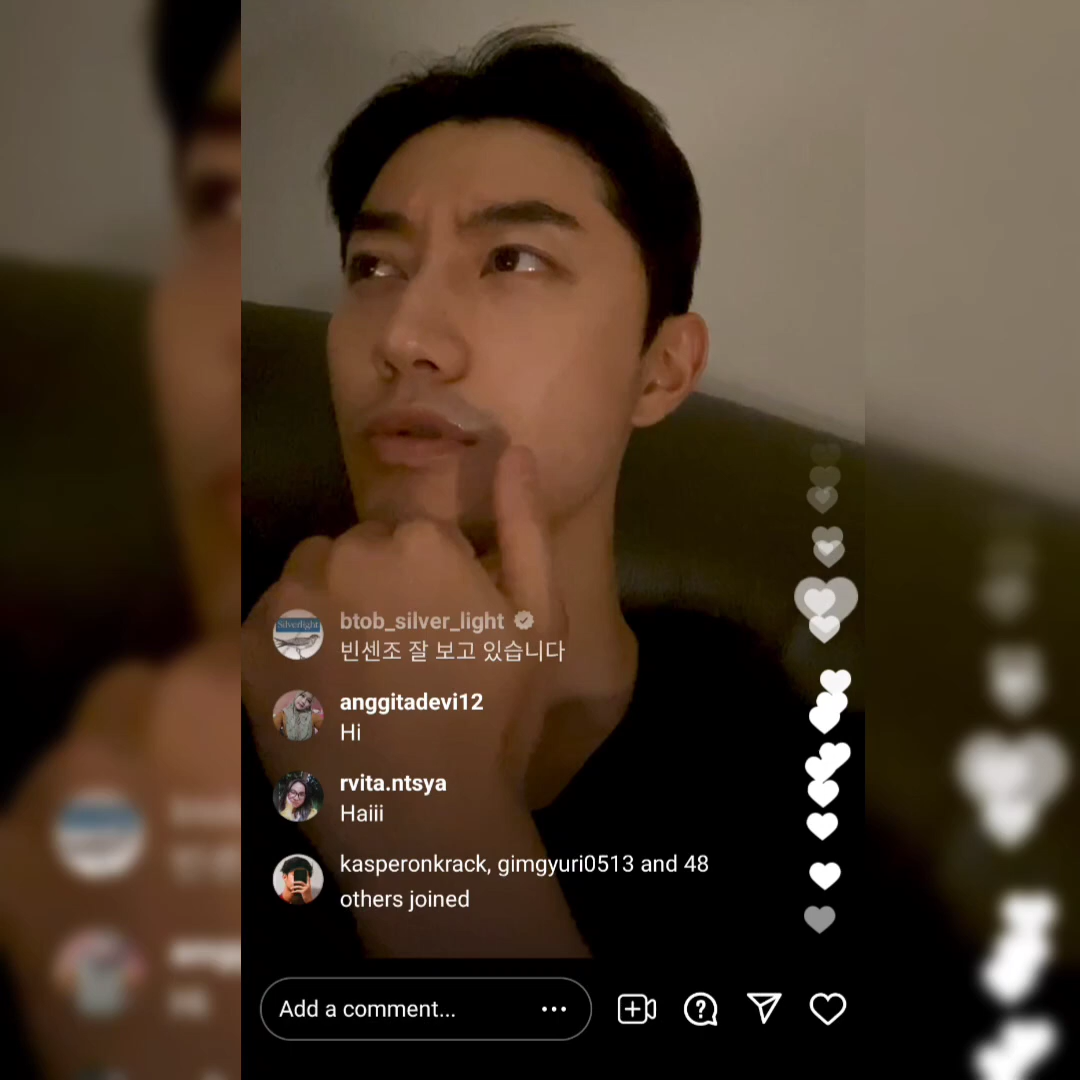 Silverlight
btob_silver_light
빈센조 잘 보고 있습니다
anggitadevi12
Hi
rvita.ntsya
Haiii
kasperonkrack, gimgyuri0513 and 48
others joined
Add a comment...